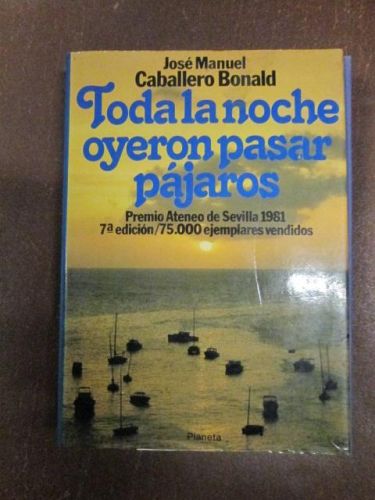 José Manuel
Caballero Bonald
Toda la noche
oyeron pasar
pájaros
Premio Ateneo de Sevilla 1981
7ª edición/75.000 ejemplares vendidos
Planeta